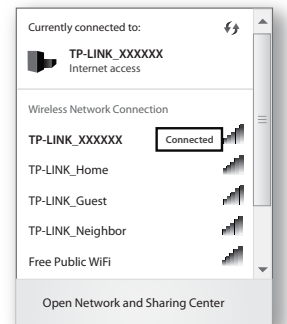 Currently connected to:
TP-LINK_XXXXXX
Internet access
Wireless Network Connection
TP-LINK_XXXXXX Connected
TP-LINK_Home
TP-LINK_Guest
TP-LINK_Neighbor
Free Public WiFi
Open Network and Sharing Center